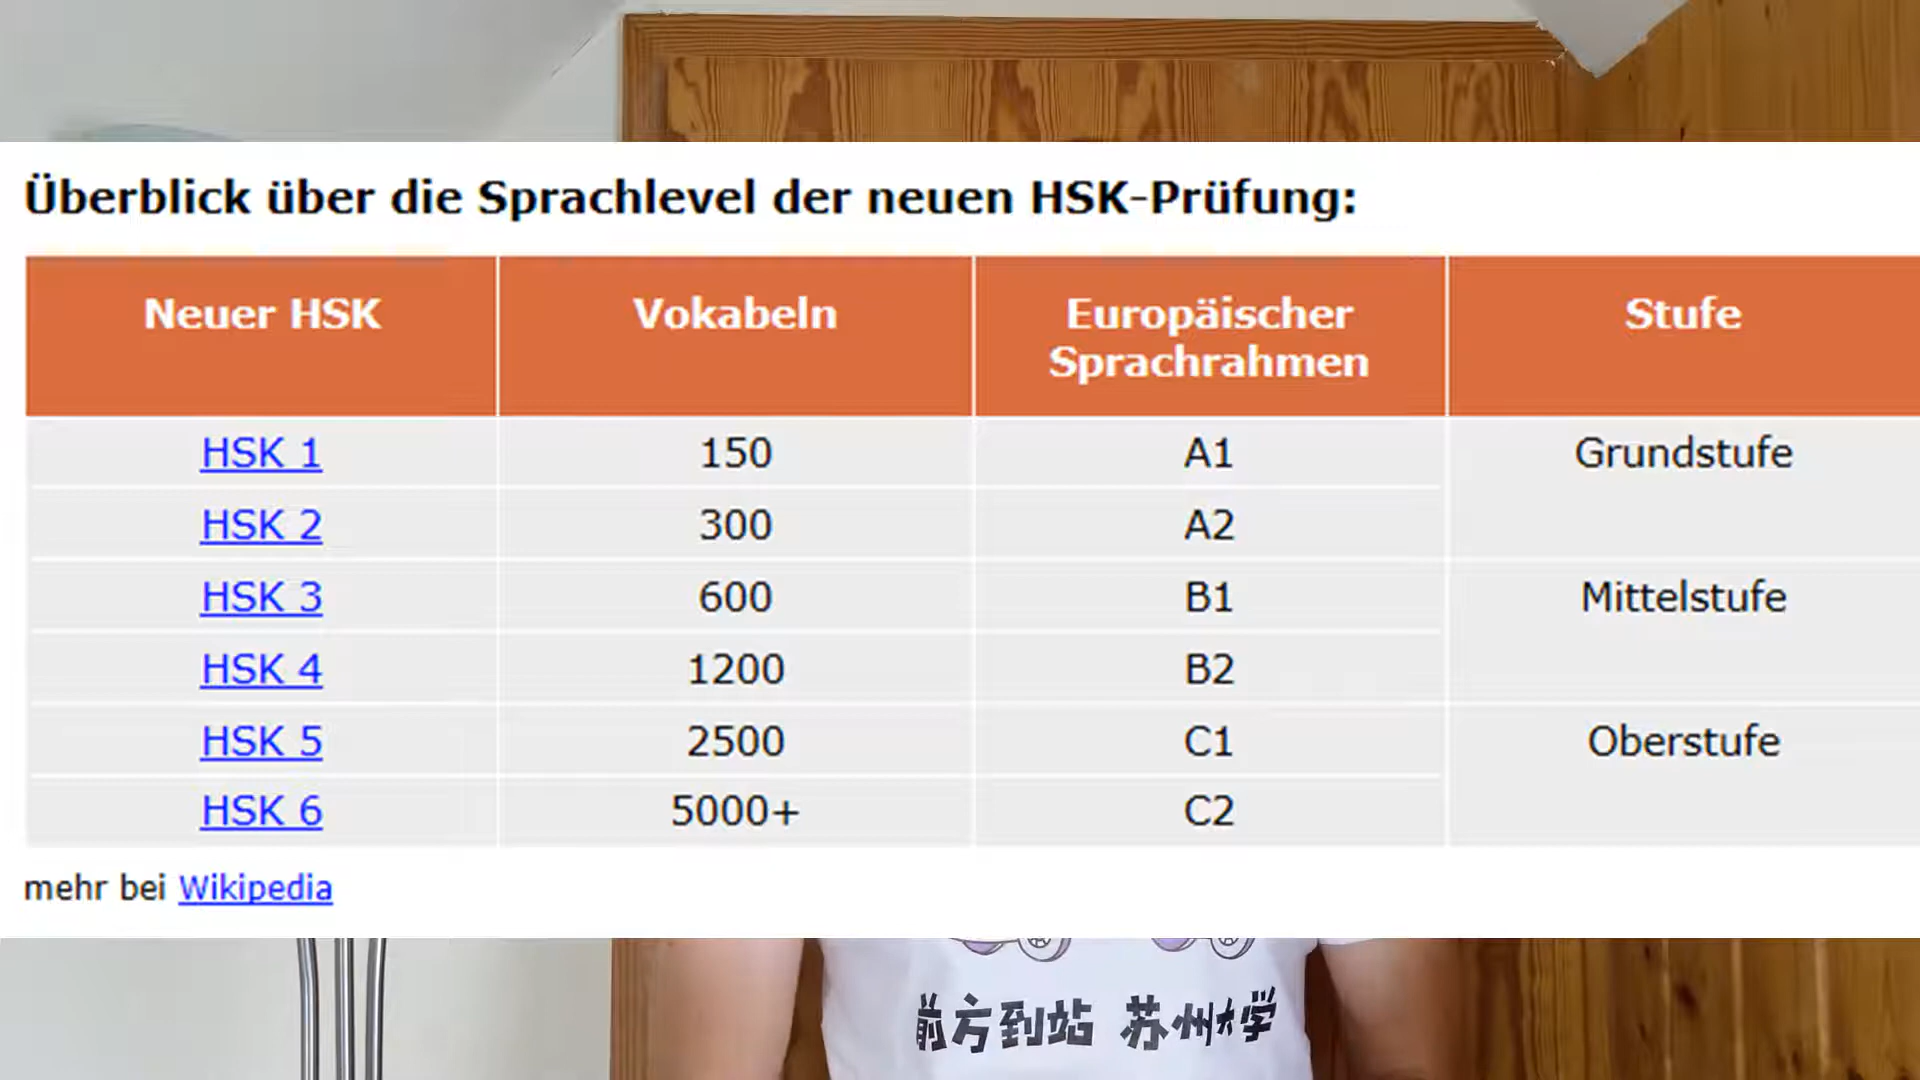 Überblick über die Sprachlevel der neuen HSK-Prüfung:
Neuer HSK Vokabeln Europäischer Sprachrahmen Stufe
HSK 1 150 A1 Grundstufe
HSK 2 300 A2
HSK 3 600 B1 Mittelstufe
HSK 4 1200 B2
HSK 5 2500 C1 Oberstufe
HSK 6 5000+ C2
mehr bei Wikipedia
前方到站 苏州大学